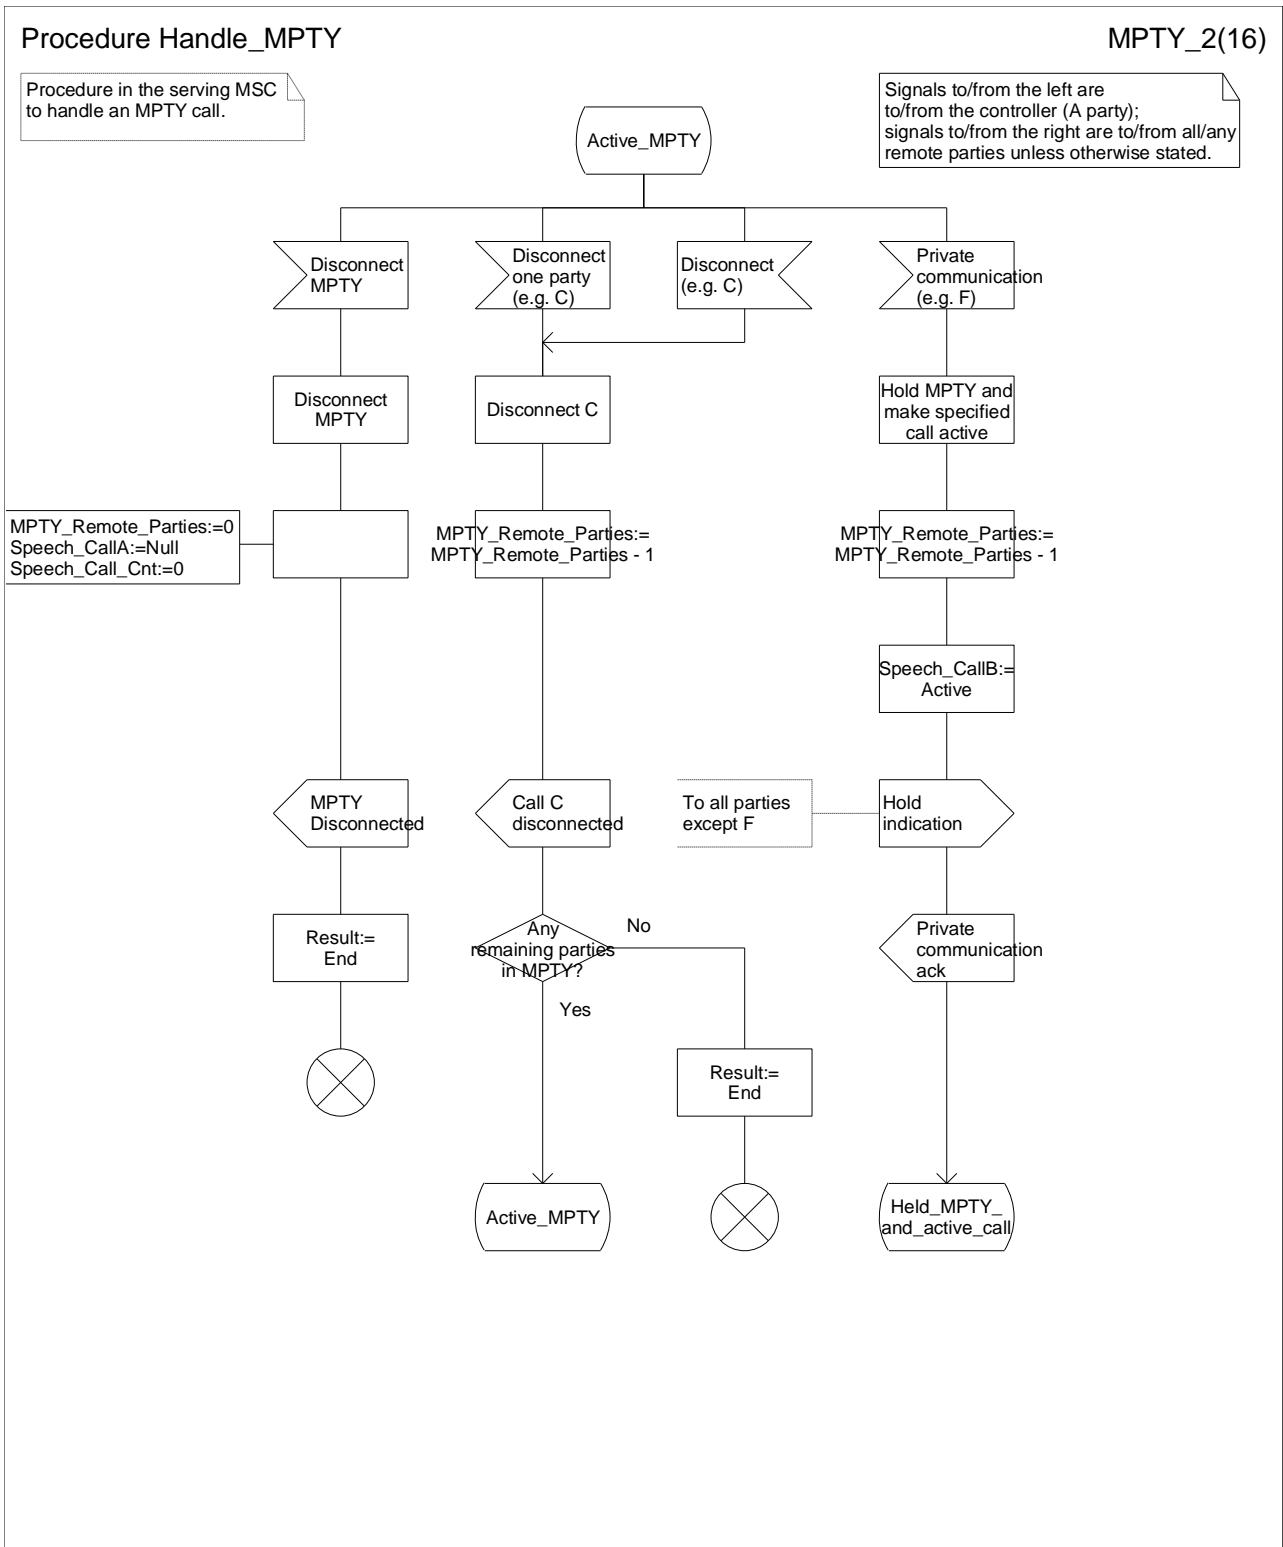 Procedure Handle_MPTY
MPTY_2(16)
Procedure in the serving MSC
to handle an MPTY call.
Signals to/from the left are
to/from the controller (A party);
signals to/from the right are to/from all/any
remote parties unless otherwise stated.
Active_MPTY
Disconnect
MPTY
Disconnect
one party
(e.g. C)
Disconnect
(e.g. C)
Private
communication
(e.g. F)
Disconnect
MPTY
Disconnect C
Hold MPTY and
make specified
call active
MPTY_Remote_Parties:=0
Speech_CallA:=Null
Speech_Call_Cnt:=0
MPTY_Remote_Parties:=
MPTY_Remote_Parties - 1
MPTY_Remote_Parties:=
MPTY_Remote_Parties - 1
Speech_CallB:=
Active
MPTY
Disconnected
Call C
disconnected
To all parties
except F
Hold
indication
Result:=
End
Any
remaining parties
in MPTY?
No
Yes
Private
communication
ack
Result:=
End
Active_MPTY
Held_MPTY_
and_active_call